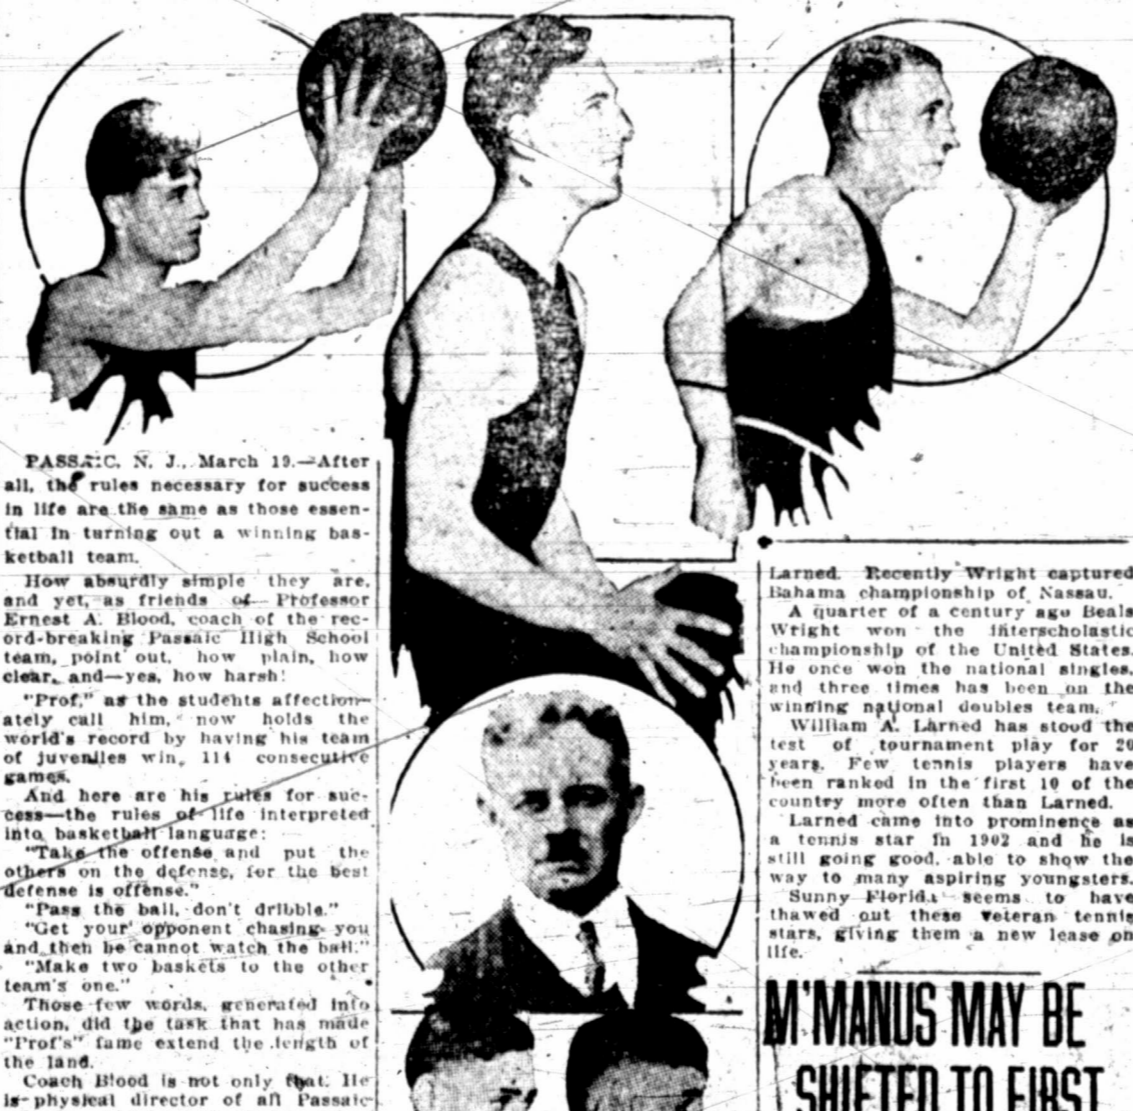 PASSAIC, N. J., March 19.—After
all, the rules necessary for success
in life are the same as those essen-
tial in turning out a winning bas-
ketball team.
How absurdly simple they are,
and yet, as friends of Professor
Ernest A. Blood, coach of the rec-
ord-breaking Passaic High School
team, point out, how plain, how
clear, and—yes, how harsh!
"Prof," as the students affection-
ately call him, now holds the
world's record by having his team
of juveniles win 114 consecutive
games.
And here are his rules for suc-
cess—the rules of life interpreted
into basketball language:
"Take the offense and put the
others on the defense, for the best
defense is offense."
"Pass the ball, don't dribble."
"Get your opponent chasing you
and then he cannot watch the ball."
"Make two baskets to the other
team's one."
Those few words, generated into
action, did the task that has made
"Prof's" fame extend the length of
the land.
Coach Blood is not only that. He
is physical director of all Passaic
Larned. Recently Wright captured
Bahama championship of Nassau.
A quarter of a century ago Beals
Wright won the interscholastic
championship of the United States.
He once won the national singles,
and three times has been on the
winning national doubles team.
William A. Larned has stood the
test of tournament play for 20
years. Few tennis players have
been ranked in the first 10 of the
country more often than Larned.
Larned came into prominence as
a tennis star in 1902 and he is
still going good, able to show the
way to many aspiring youngsters.
Sunny Florida seems to have
thawed out these veteran tennis
stars, giving them a new lease on
life.
M'MANUS MAY BE
SHIFTED TO FIRST